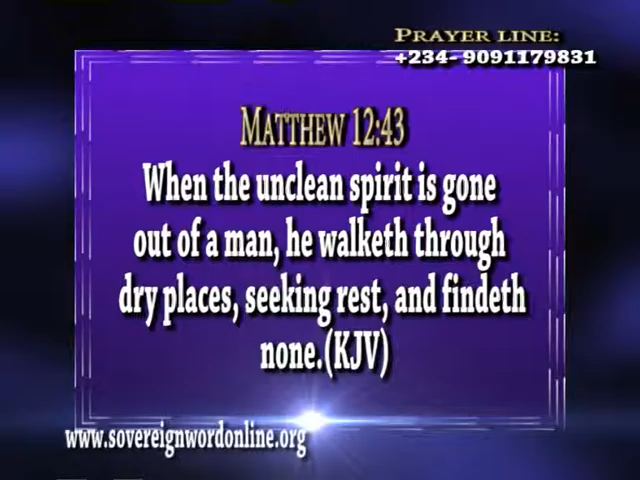 PRAYER LINE:
+234- 9091179831
MATTHEW 12:43
When the unclean spirit is gone
out of a man, he walketh through
dry places, seeking rest, and findeth
none.(KJV)
www.sovereignwordonline.org